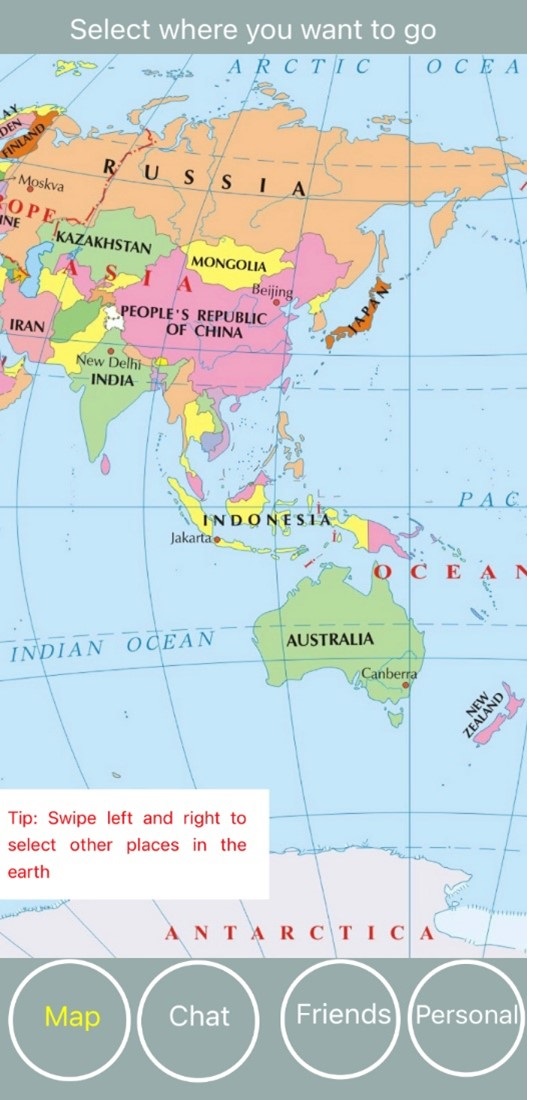 Select where you want to go
ARCTIC OCEA
AY
DEN
FINLAND
RUSSIA
Moskva
ROPE
INE
KAZAKHSTAN
ASIA
MONGOLIA
Beijing
JAPAN
IRAN
PEOPLE'S REPUBLIC
OF CHINA
New Delhi
INDIA
PAC
INDONESIA
Jakarta
OCEAN
INDIAN OCEAN
AUSTRALIA
Canberra
NEW
ZEALAND
Tip: Swipe left and right to
select other places in the
earth
ANTARCTICA
Map Chat Friends Personal